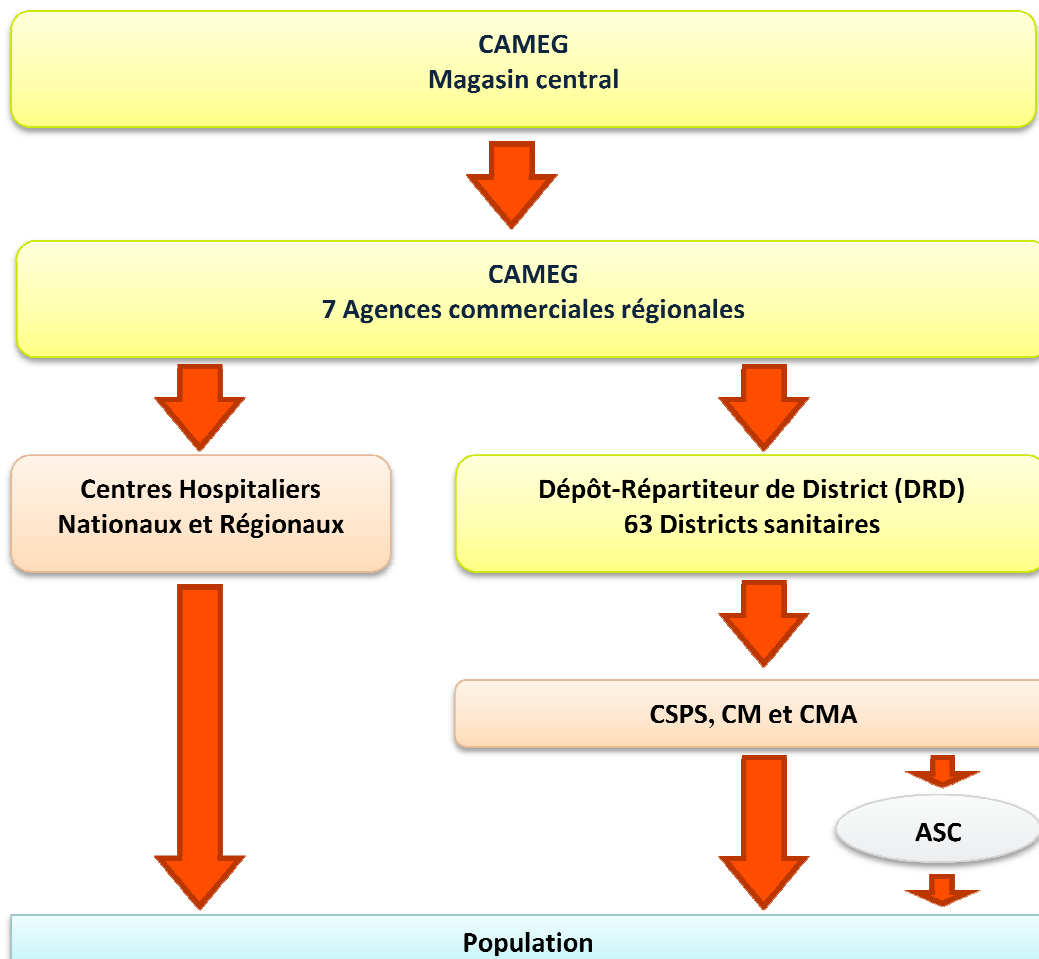 CAMEG
Magasin central
CAMEG
7 Agences commerciales régionales
Centres Hospitaliers
Nationaux et Régionaux
Dépôt-Répartiteur de District (DRD)
63 Districts sanitaires
CSPS, CM et CMA
ASC
Population